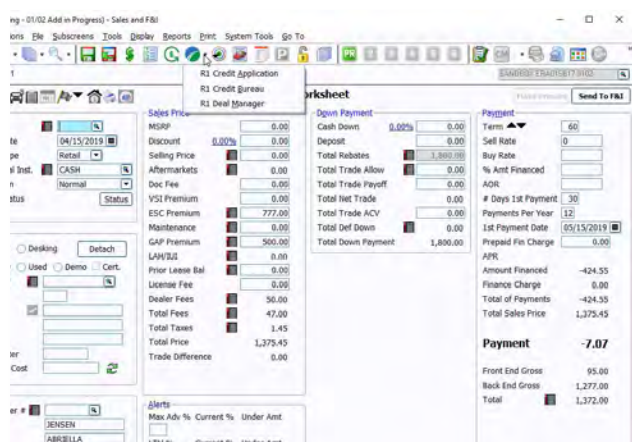 ng - 01/02 Add in Progress) - Sales and F&I
ons File Subscreens Tools Display Reports Print System Tools Go To
R1 Credit Application
R1 Credit Bureau
R1 Deal Manager
rksheet
Send To F&I
te 04/15/2019
pe Retail
al Inst. CASH
n Normal
atus Status
Desking Detach
Used Demo Cert.
er
Cost
er #
JENSEN
ABRIELLA
Sales Price
MSRP 0.00
Discount 0.00% 0.00
Selling Price 0.00
Aftermarkets 0.00
Doc Fee 0.00
VSI Premium 0.00
ESC Premium 777.00
Maintenance 0.00
GAP Premium 500.00
LAH/IUI 0.00
Prior Lease Bal 0.00
License Fee 0.00
Dealer Fees 50.00
Total Fees 47.00
Total Taxes 1.45
Total Price 1,375.45
Trade Difference 0.00
Alerts
Max Adv % Current % Under Amt
Down Payment
Cash Down 0.00% 0.00
Deposit 0.00
Total Rebates 1,800.00
Total Trade Allow 0.00
Total Trade Payoff 0.00
Total Net Trade 0.00
Total Trade ACV 0.00
Total Def Down 0.00
Total Down Payment 1,800.00
Payment
Term 60
Sell Rate 0
Buy Rate
% Amt Financed
AOR
# Days 1st Payment 30
Payments Per Year 12
1st Payment Date 05/15/2019
Prepaid Fin Charge 0.00
APR
Amount Financed -424.55
Finance Charge 0.00
Total of Payments -424.55
Total Sales Price 1,375.45
Payment -7.07
Front End Gross 95.00
Back End Gross 1,277.00
Total 1,372.00